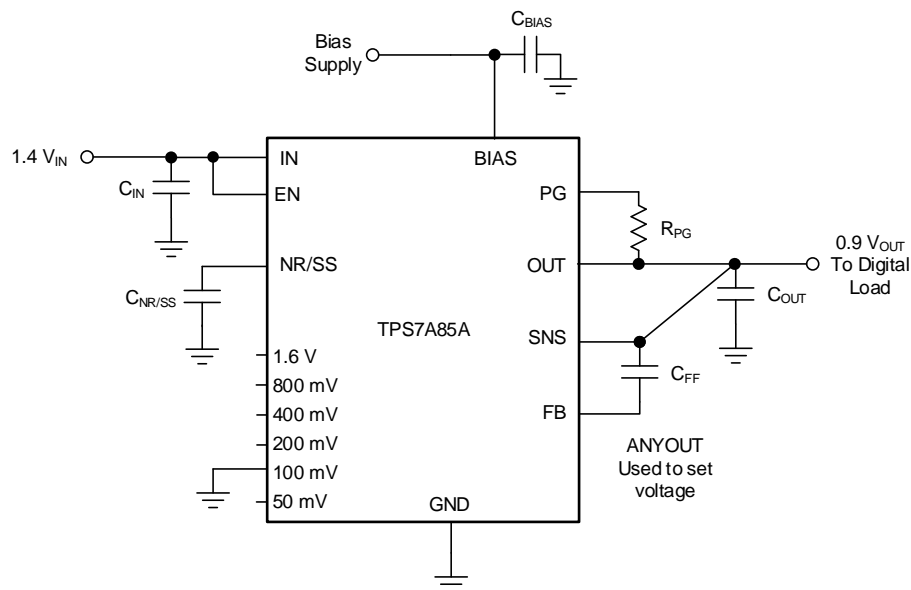 CBIAS
Bias
Supply
1.4 VIN
IN
BIAS
CIN
EN
PG
RPG
NR/SS
OUT
0.9 VOUT
To Digital
Load
CNR/SS
COUT
TPS7A85A
SNS
1.6 V
800 mV
CFF
400 mV
FB
200 mV
ANYOUT
Used to set
voltage
100 mV
50 mV
GND